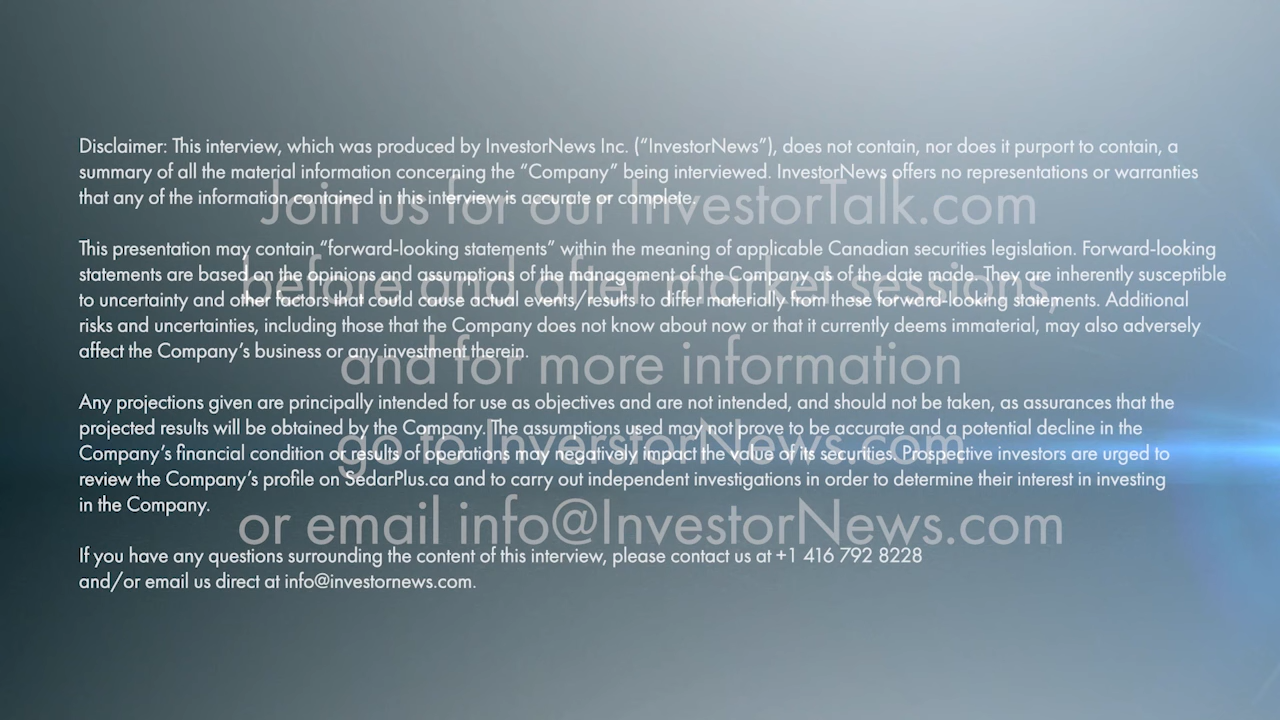 Disclaimer: This interview, which was produced by InvestorNews Inc. (“InvestorNews”), does not contain, nor does it purport to contain, a
summary of all the material information concerning the “Company” being interviewed. InvestorNews offers no representations or warranties
that any of the information contained in this interview is accurate or complete.
This presentation may contain “forward-looking statements” within the meaning of applicable Canadian securities legislation. Forward-looking
statements are based on the opinions and assumptions of the management of the Company as of the date made. They are inherently susceptible
to uncertainty and other factors that could cause actual events/results to differ materially from these forward-looking statements. Additional
risks and uncertainties, including those that the Company does not know about now or that it currently deems immaterial, may also adversely
affect the Company’s business or any investment therein.
Any projections given are principally intended for use as objectives and are not intended, and should not be taken, as assurances that the
projected results will be obtained by the Company. The assumptions used may not prove to be accurate and a potential decline in the
Company’s financial condition or results of operations may negatively impact the value of its securities. Prospective investors are urged to
review the Company’s profile on SedarPlus.ca and to carry out independent investigations in order to determine their interest in investing
in the Company.
If you have any questions surrounding the content of this interview, please contact us at +1 416 792 8228
and/or email us direct at info@investornews.com.
Join us for our InvestorTalk.com
before and after market sessions,
and for more information
go to InverstorNews.com
or email info@InvestorNews.com